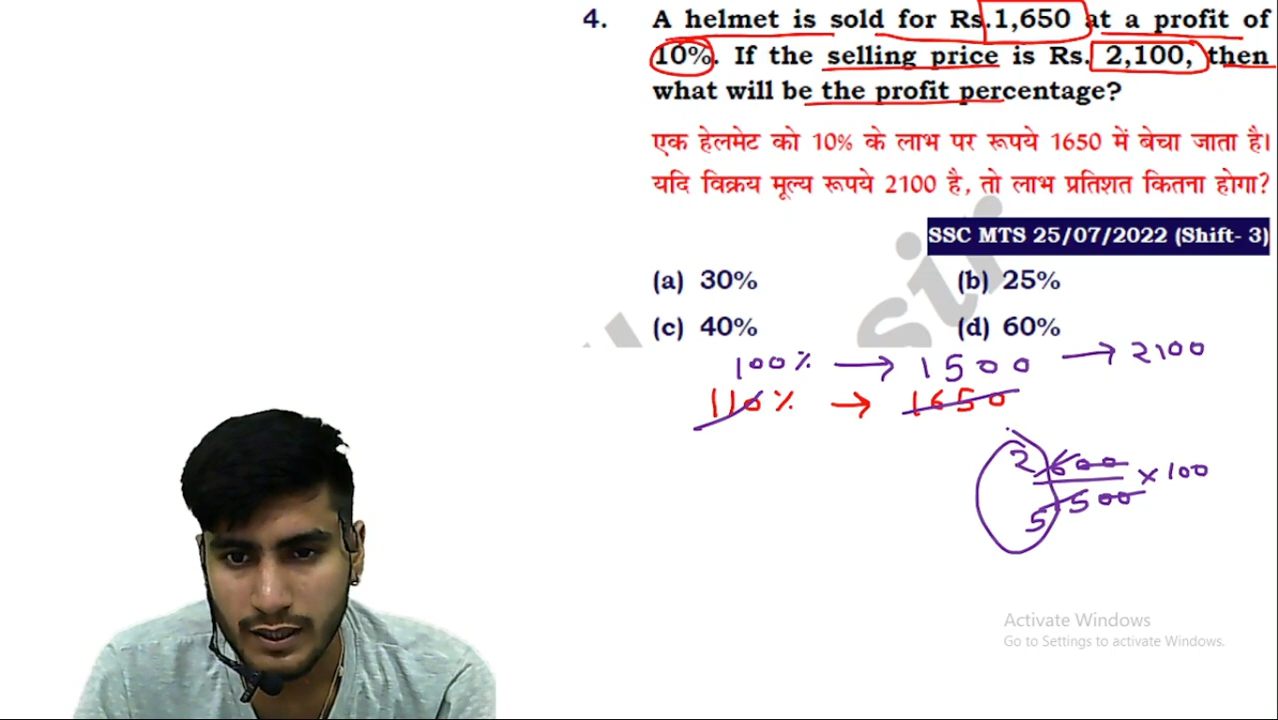 4. A helmet is sold for Rs.1,650 at a profit of
10%. If the selling price is Rs. 2,100, then
what will be the profit percentage?
एक हेलमेट को 10% के लाभ पर रूपये 1650 में बेचा जाता है।
यदि विक्रय मूल्य रूपये 2100 है, तो लाभ प्रतिशत कितना होगा?
SSC MTS 25/07/2022 (Shift- 3)
(a) 30% (b) 25%
(c) 40% (d) 60%
100% → 1500 → 2100
110% → 1650
2 600
5 1500 × 100
Activate Windows
Go to Settings to activate Windows.